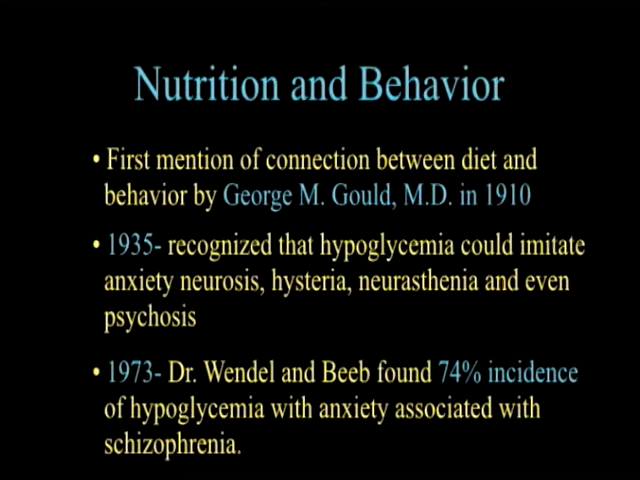 Nutrition and Behavior
• First mention of connection between diet and
behavior by George M. Gould, M.D. in 1910
• 1935- recognized that hypoglycemia could imitate
anxiety neurosis, hysteria, neurasthenia and even
psychosis
• 1973- Dr. Wendel and Beeb found 74% incidence
of hypoglycemia with anxiety associated with
schizophrenia.